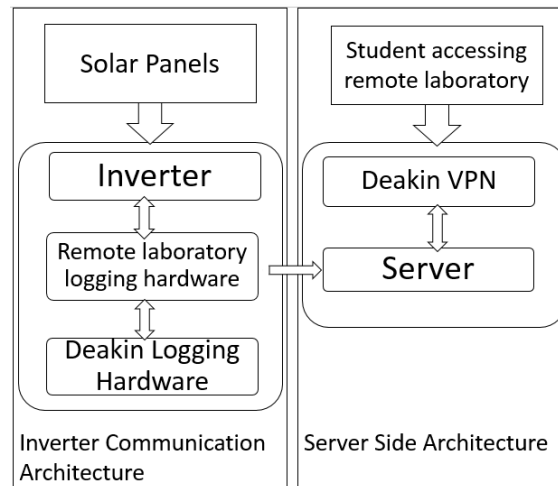 Solar Panels
Inverter
Remote laboratory
logging hardware
Deakin Logging
Hardware
Inverter Communication
Architecture
Student accessing
remote laboratory
Deakin VPN
Server
Server Side Architecture